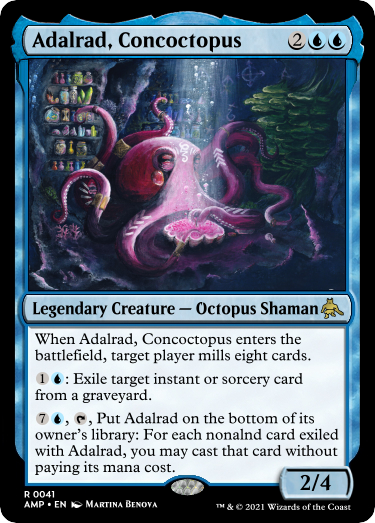 Adalrad, Concoctopus 2
Legendary Creature — Octopus Shaman
When Adalrad, Concoctopus enters the
battlefield, target player mills eight cards.
1 : Exile target instant or sorcery card
from a graveyard.
7 , , Put Adalrad on the bottom of its
owner's library: For each nonalnd card exiled
with Adalrad, you may cast that card without
paying its mana cost.
2/4
R 0041
AMP • EN Martina Benova
™ & © 2021 Wizards of the Coast